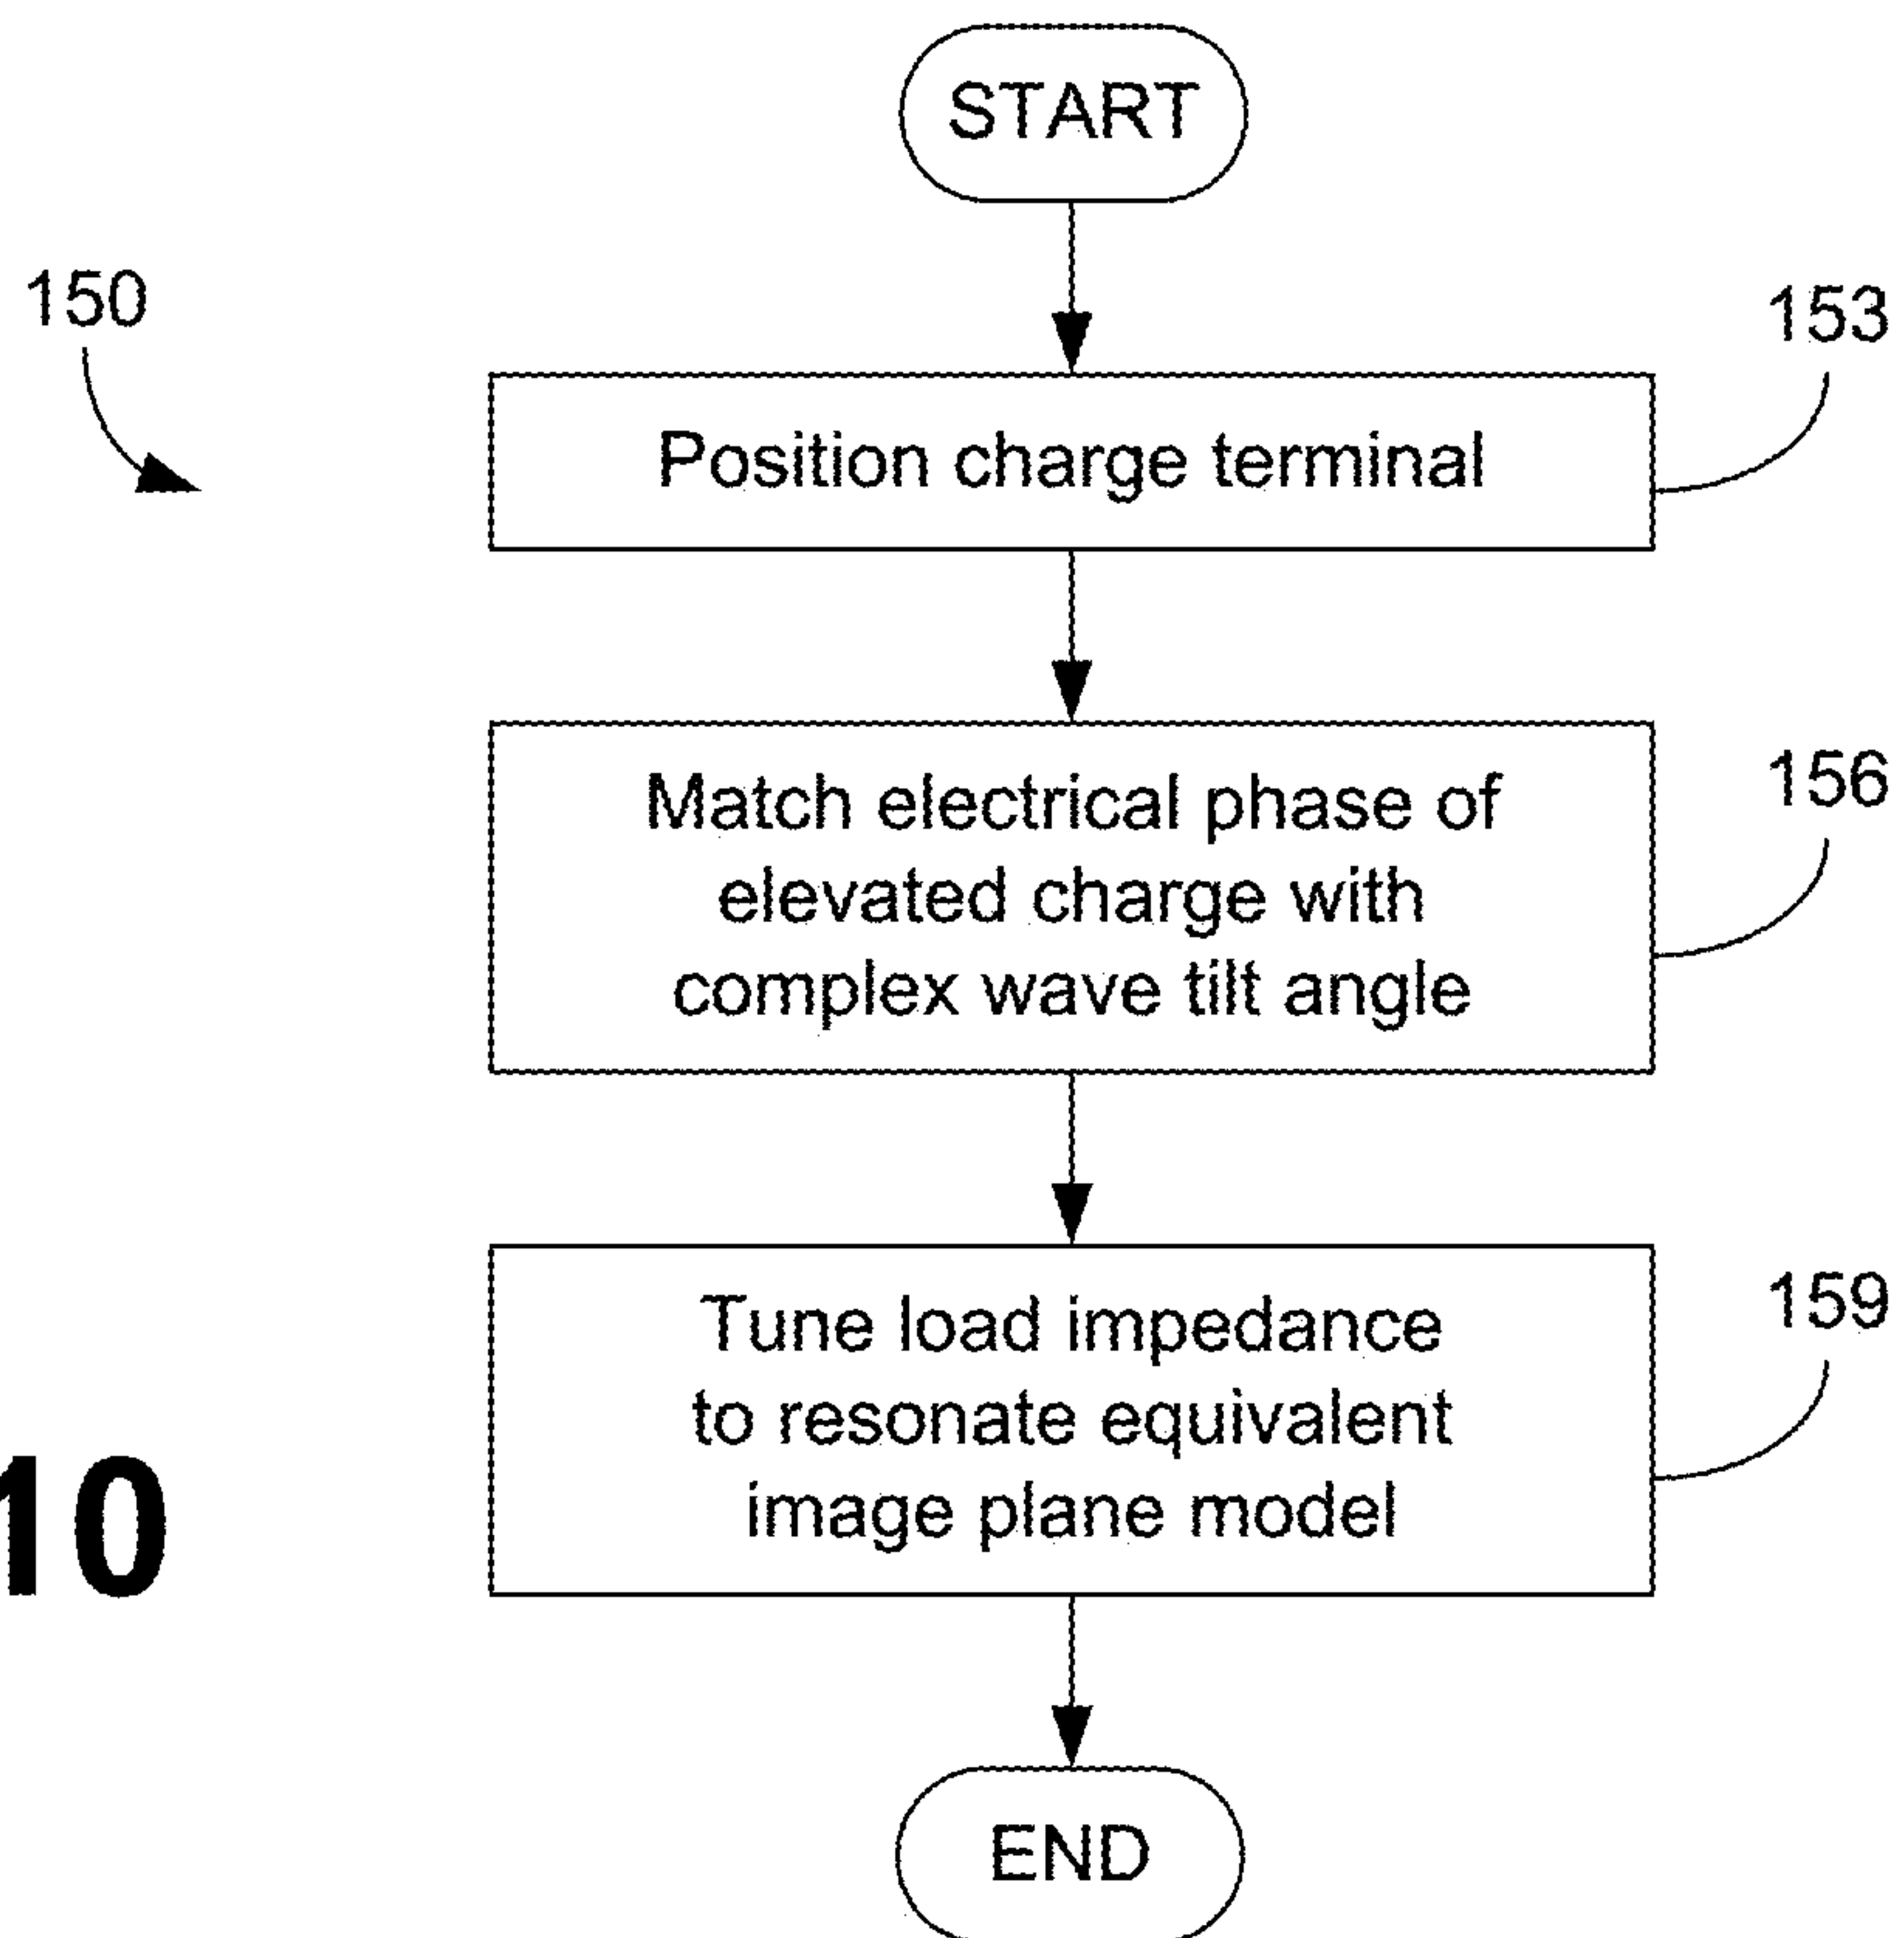 START
150
153
Position charge terminal
156
Match electrical phase of
elevated charge with
complex wave tilt angle
159
Tune load impedance
to resonate equivalent
image plane model
10
END